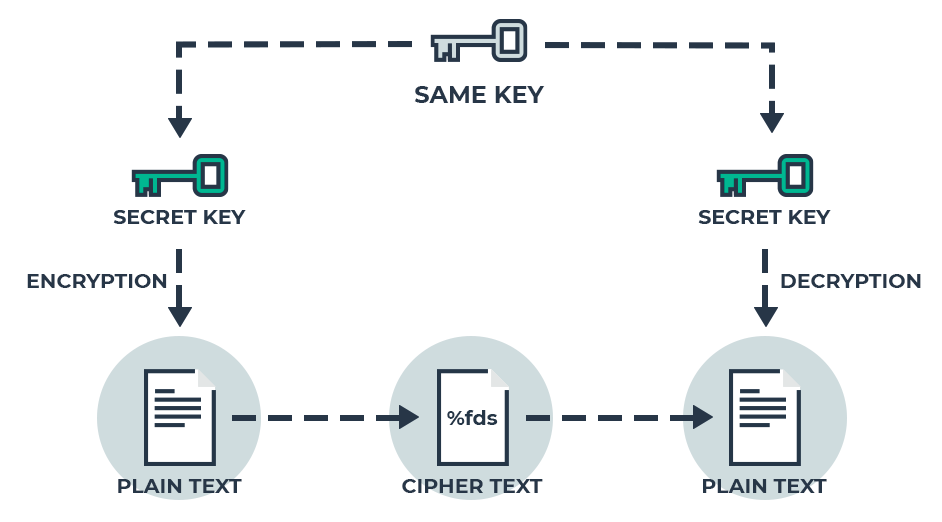 SAME KEY
SECRET KEY
SECRET KEY
ENCRYPTION
DECRYPTION
%fds
PLAIN TEXT
CIPHER TEXT
PLAIN TEXT